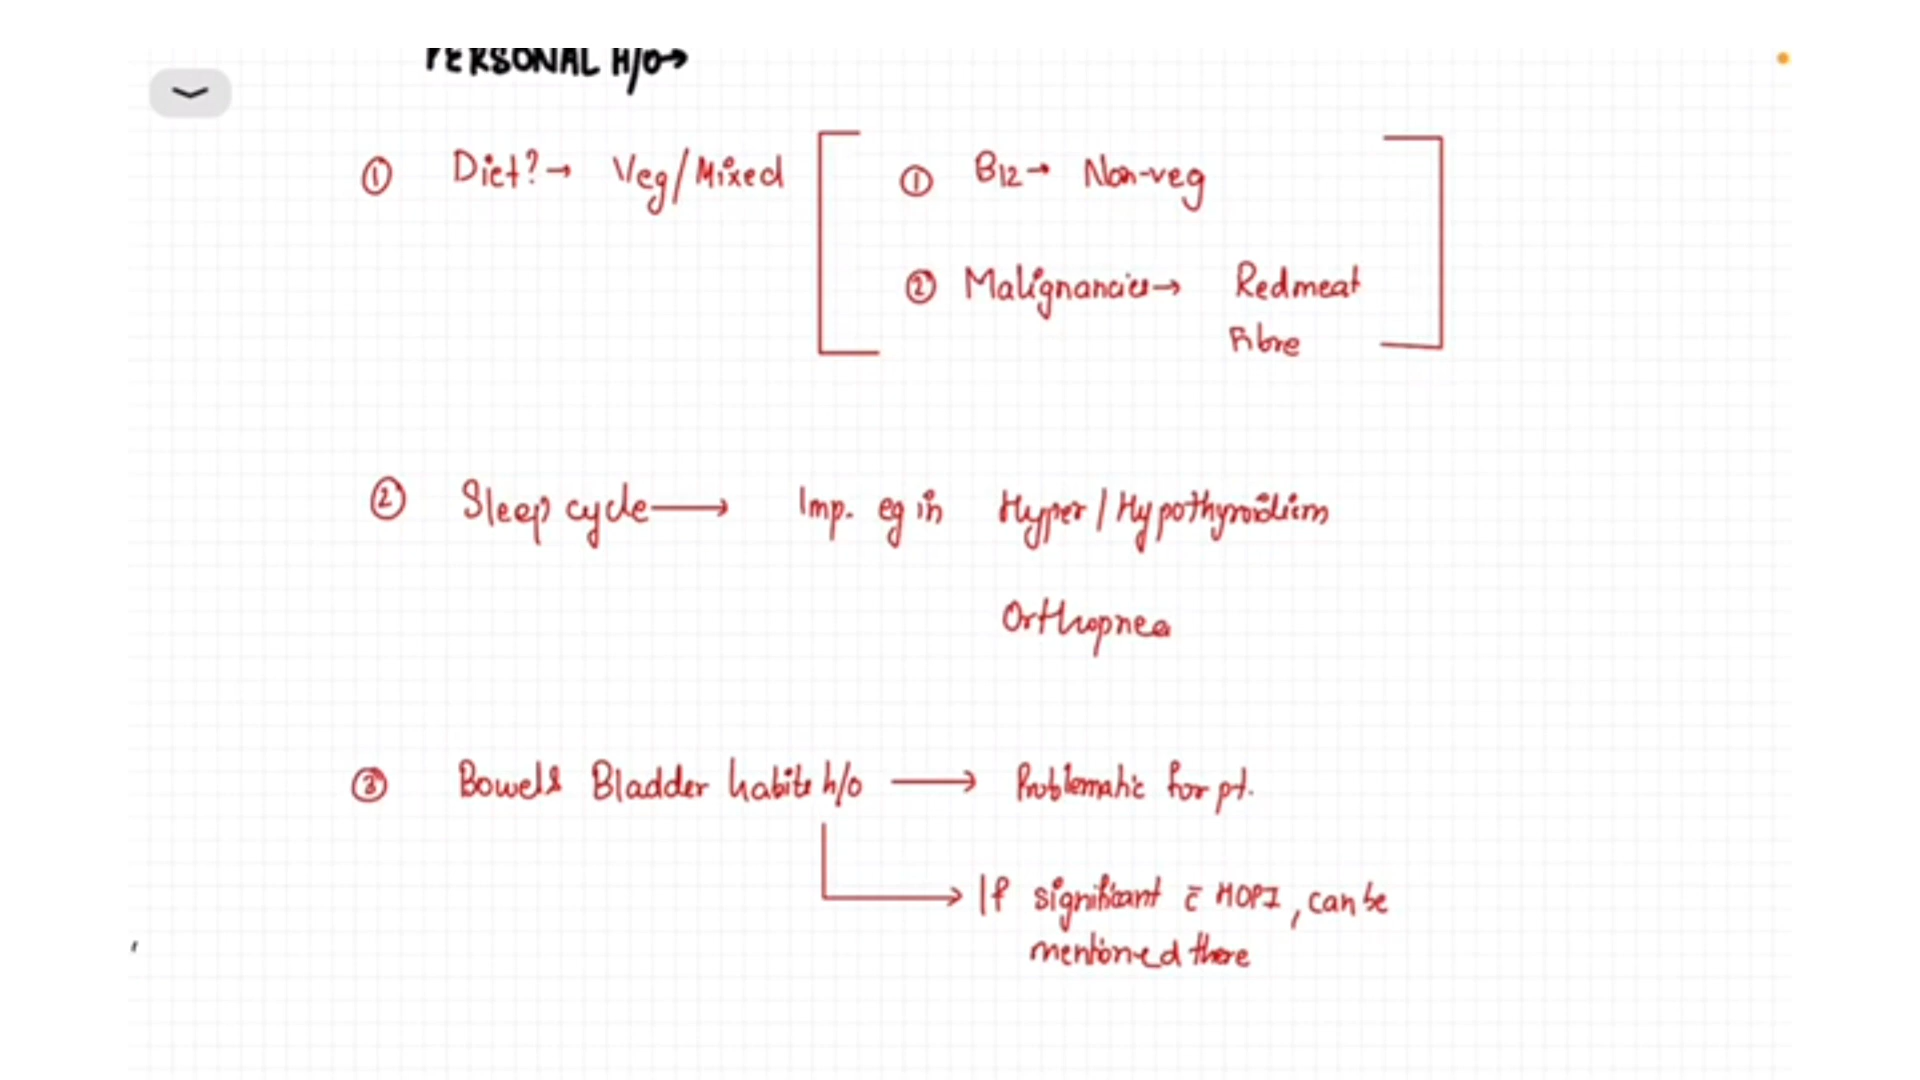 PERSONAL H/O→
① Diet?→ Veg/Mixed
① B12→ Non-veg
② Malignancies→ Redmeat
Fibre
② Sleep cycle→ Imp. eg in Hyper/Hypothyroidism
Orthopnea
③ Bowel & Bladder habits h/o → Problematic for pt.
→ If significant c̄ HOPI, can be
mentioned there